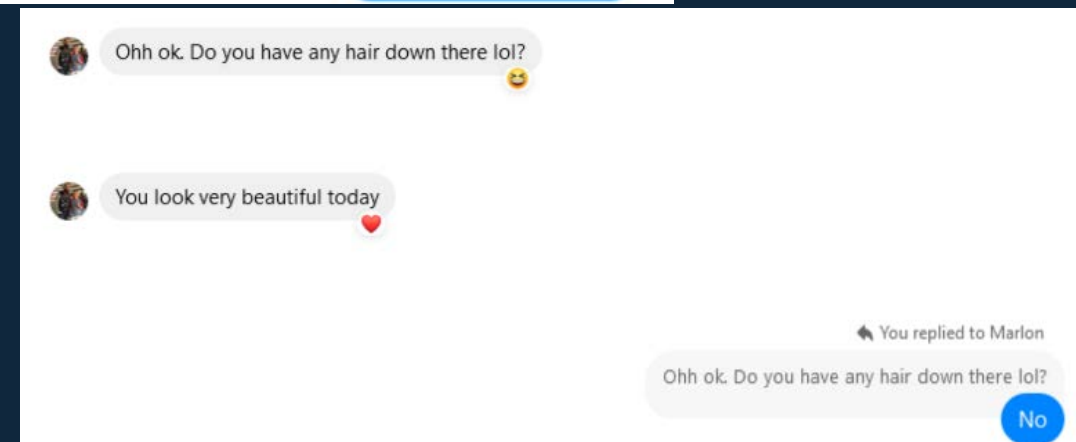 Ohh ok. Do you have any hair down there lol?
You look very beautiful today
You replied to Marlon
Ohh ok. Do you have any hair down there lol?
No